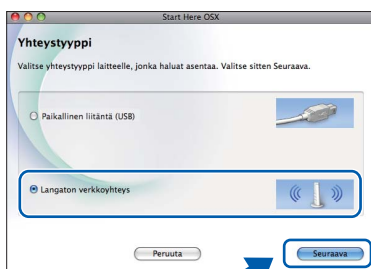 Start Here OSX
Yhteystyyppi
Valitse yhteystyyppi laitteelle, jonka haluat asentaa. Valitse sitten Seuraava.
Paikallinen liitäntä (USB)
Langaton verkkoyhteys
Peruuta
Seuraava